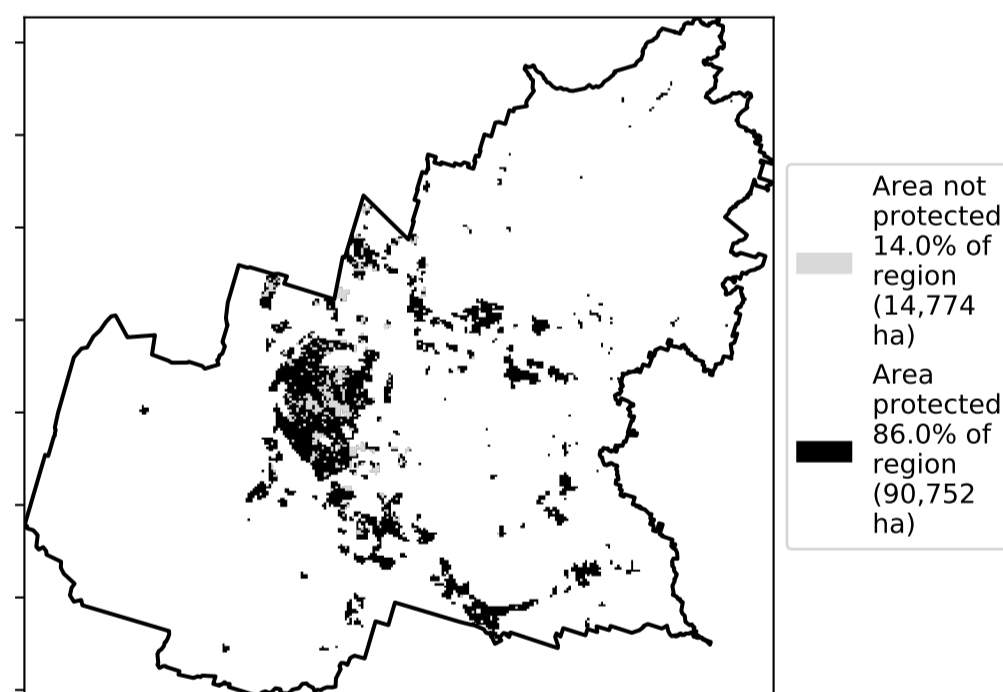 Area not
protected
14.0% of
region
(14,774
ha)
Area
protected
86.0% of
region
(90,752
ha)